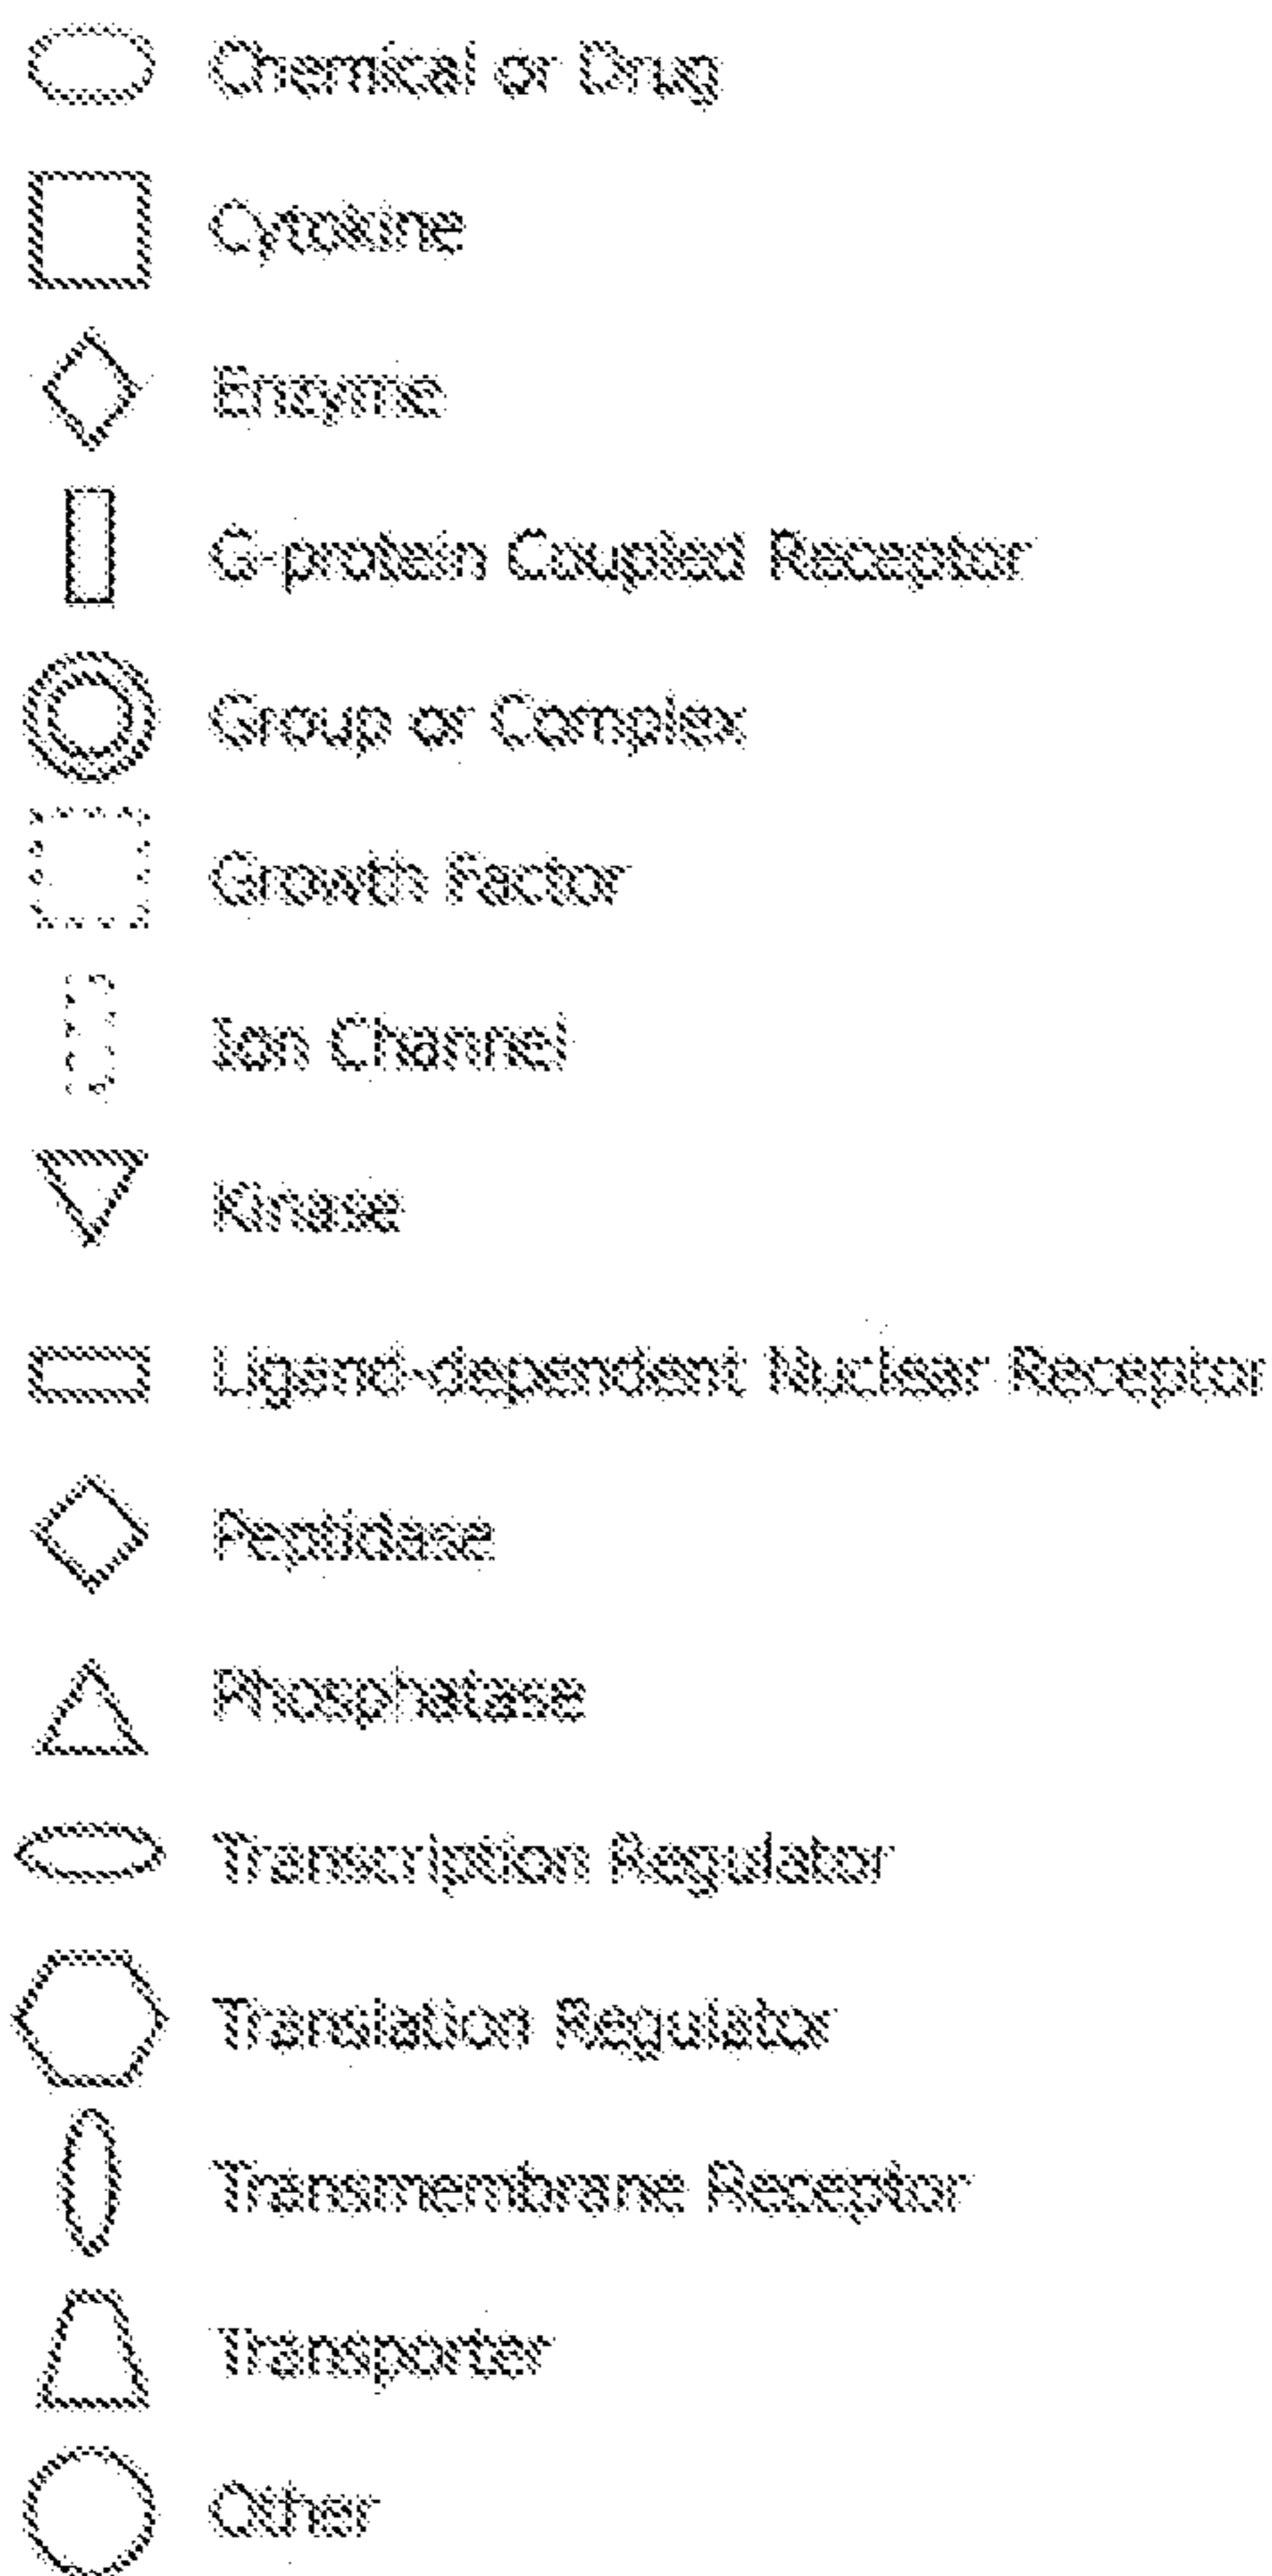 Chemical or Drug
Cytokine
Enzyme
G-protein Coupled Receptor
Group or Complex
Growth Factor
Ion Channel
Kinase
Ligand-dependent Nuclear Receptor
Peptidase
Phosphatase
Transcription Regulator
Translation Regulator
Transmembrane Receptor
Transporter
Other